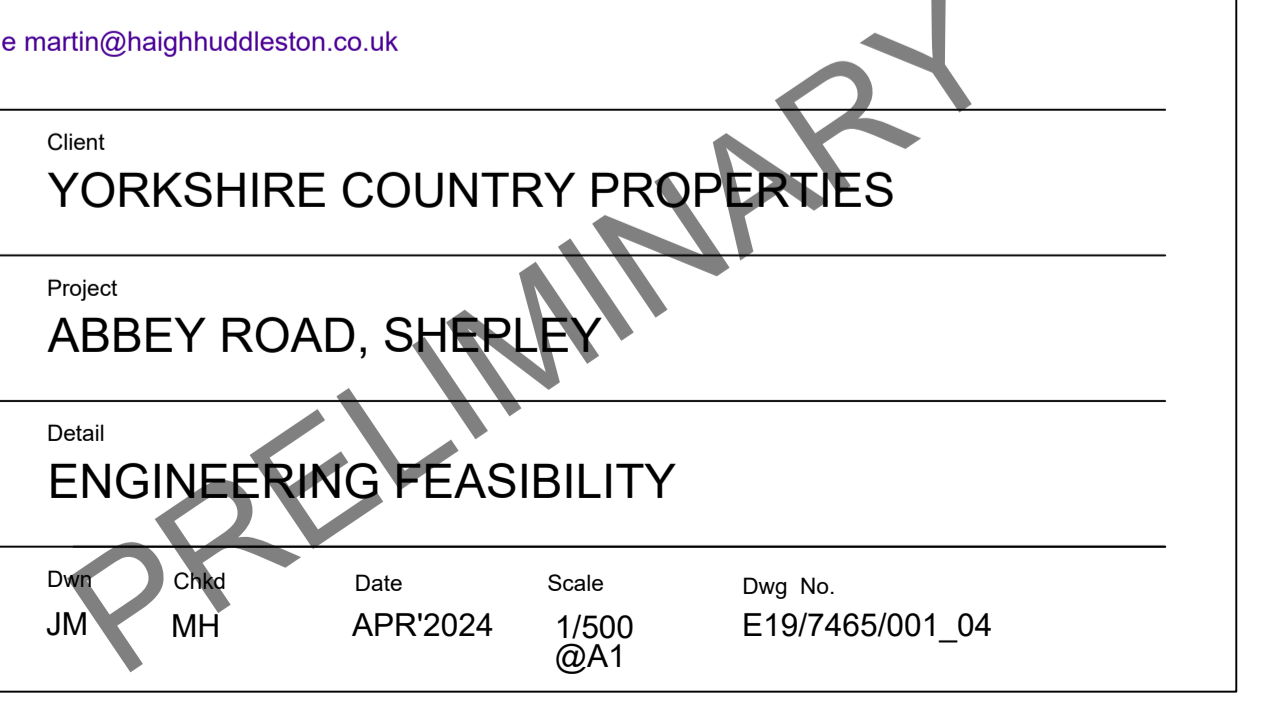 e martin@haighhuddleston.co.uk
Client
YORKSHIRE COUNTRY PROPERTIES
Project
ABBEY ROAD, SHEPLEY
Detail
ENGINEERING FEASIBILITY
Dwn Chkd Date Scale Dwg No.
JM MH APR'2024 1/500 E19/7465/001_04
@A1
PRELIMINARY